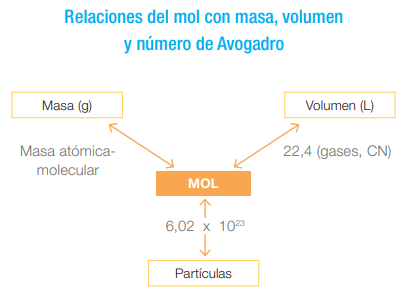 Relaciones del mol con masa, volumen
y número de Avogadro
Masa (g)
Volumen (L)
Masa atómica-
molecular
22,4 (gases, CN)
MOL
6,02 x 10²³
Partículas